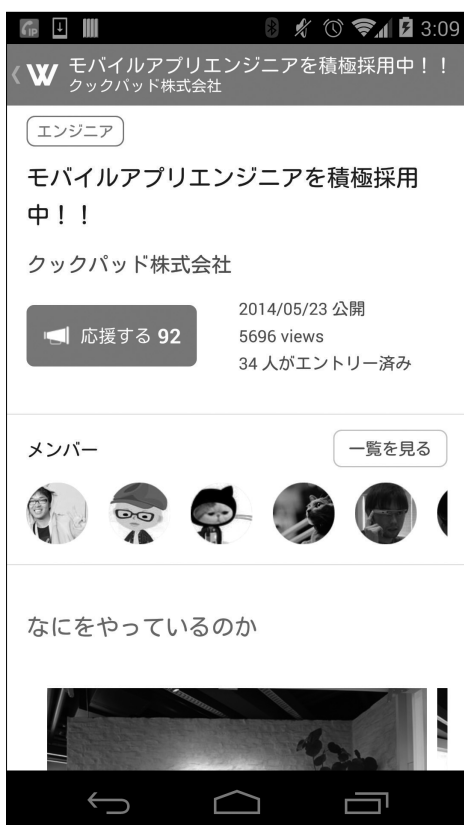 3:09
モバイルアプリエンジニアを積極採用中！！
クックパッド株式会社
エンジニア
モバイルアプリエンジニアを積極採用
中！！
クックパッド株式会社
応援する 92
2014/05/23 公開
5696 views
34 人がエントリー済み
メンバー
一覧を見る
なにをやっているのか